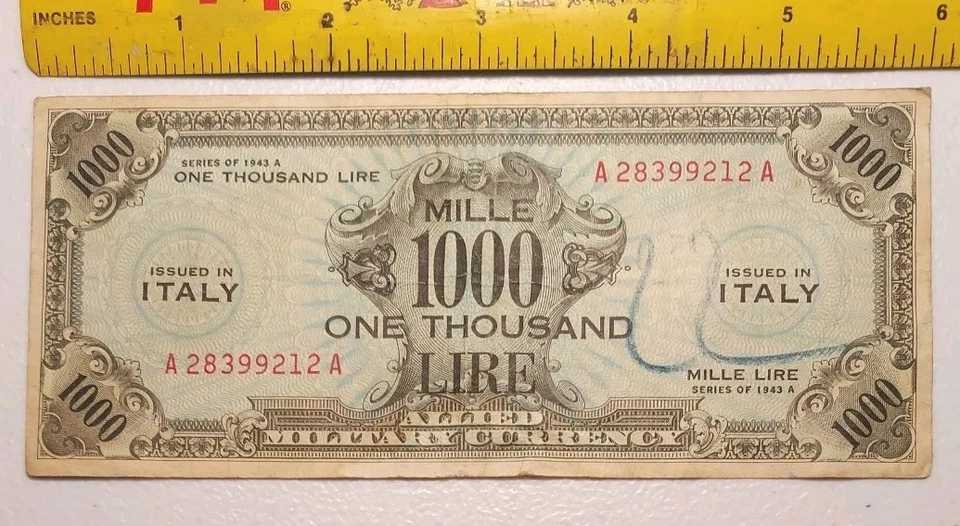 INCHES 1 2 3 4 5 6
1000 1000
SERIES OF 1943 A
ONE THOUSAND LIRE
A 28399212 A
MILLE
1000
ONE THOUSAND
LIRE
ISSUED IN
ITALY
ISSUED IN
ITALY
A 28399212 A
MILLE LIRE
SERIES OF 1943 A
1000 1000
ALLIED
MILITARY CURRENCY